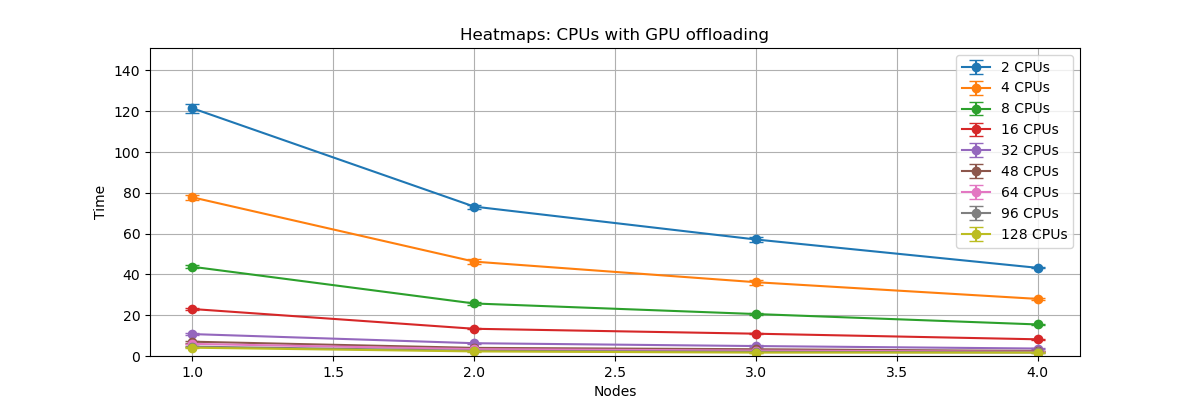 Heatmaps: CPUs with GPU offloading
140
120
100
80
60
40
20
0
Time
1.0
1.5
2.0
2.5
3.0
3.5
4.0
Nodes
2 CPUs
4 CPUs
8 CPUs
16 CPUs
32 CPUs
48 CPUs
64 CPUs
96 CPUs
128 CPUs